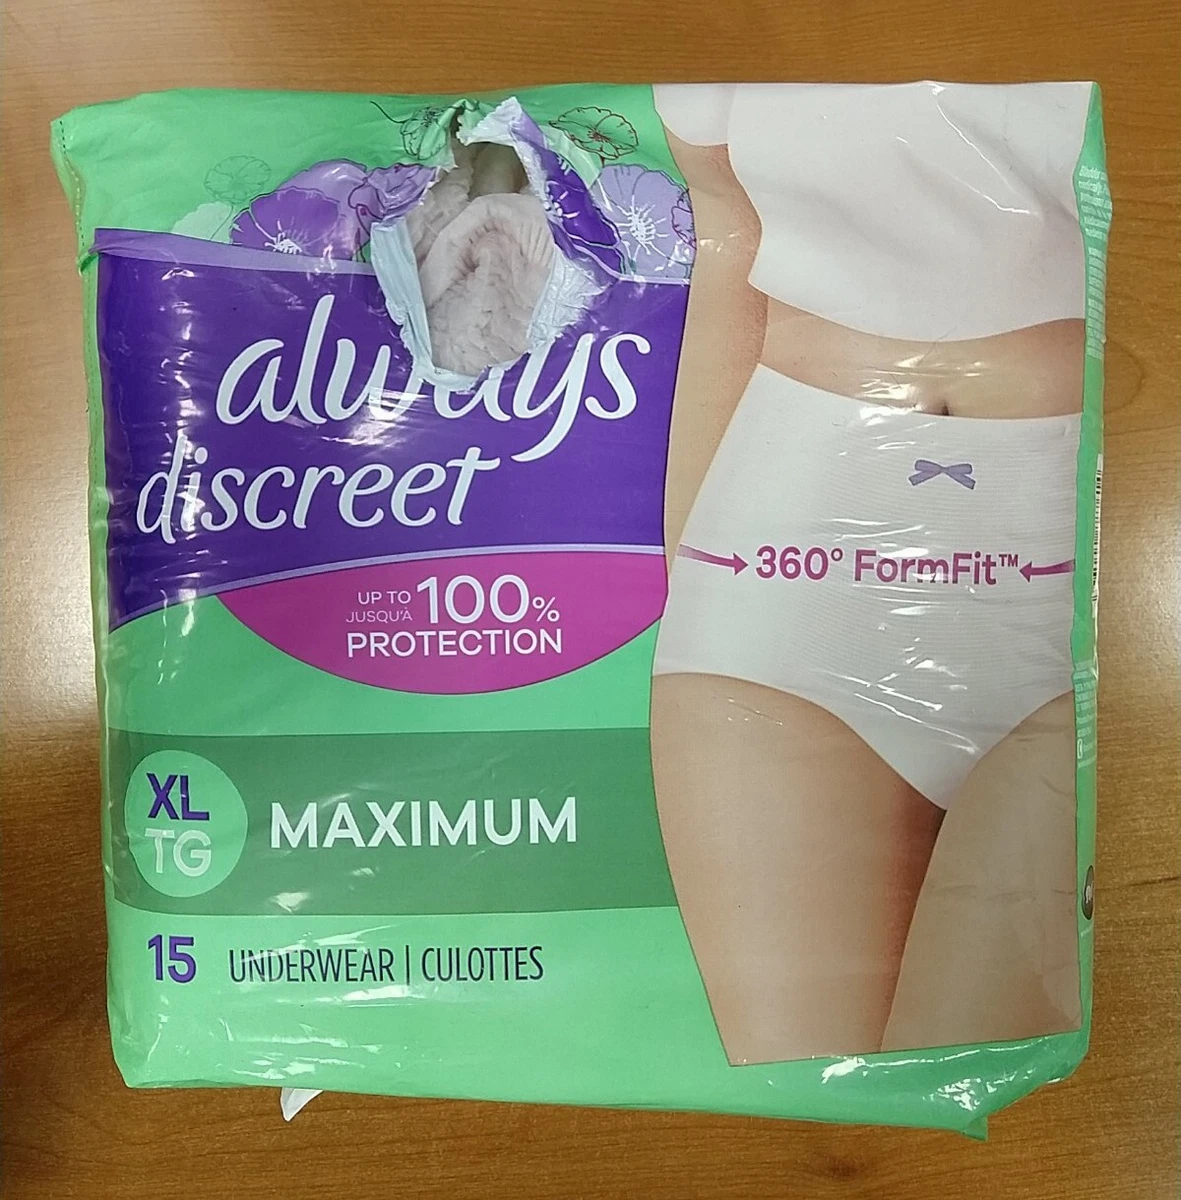 always
discreet
UP TO
JUSQU'À
100%
PROTECTION
360° FormFit™
XL
TG
MAXIMUM
15 UNDERWEAR | CULOTTES